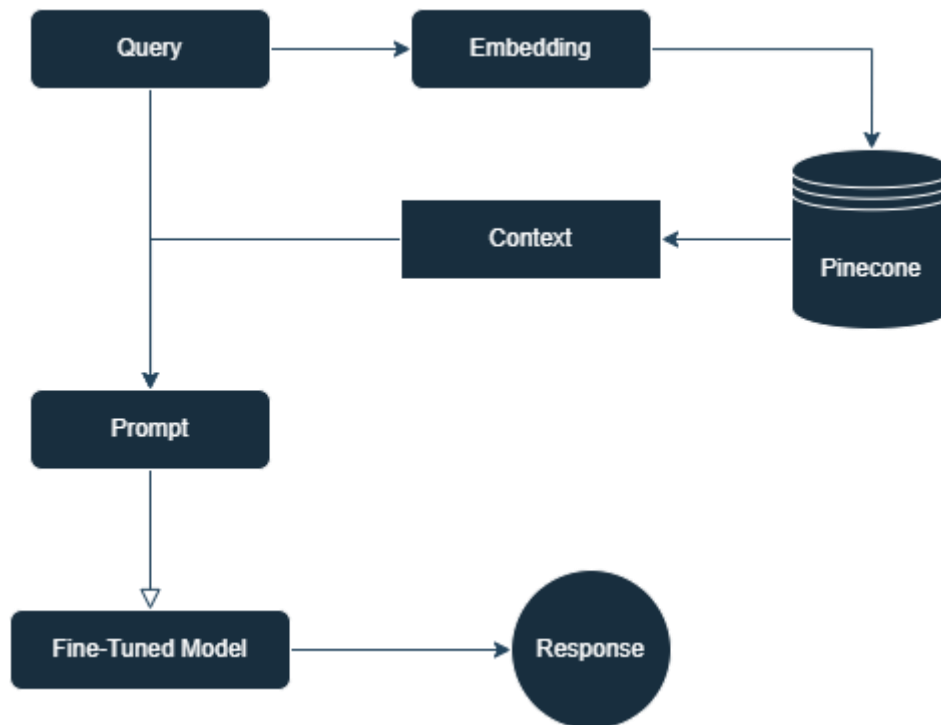 Query
Embedding
Context
Pinecone
Prompt
Fine-Tuned Model
Response